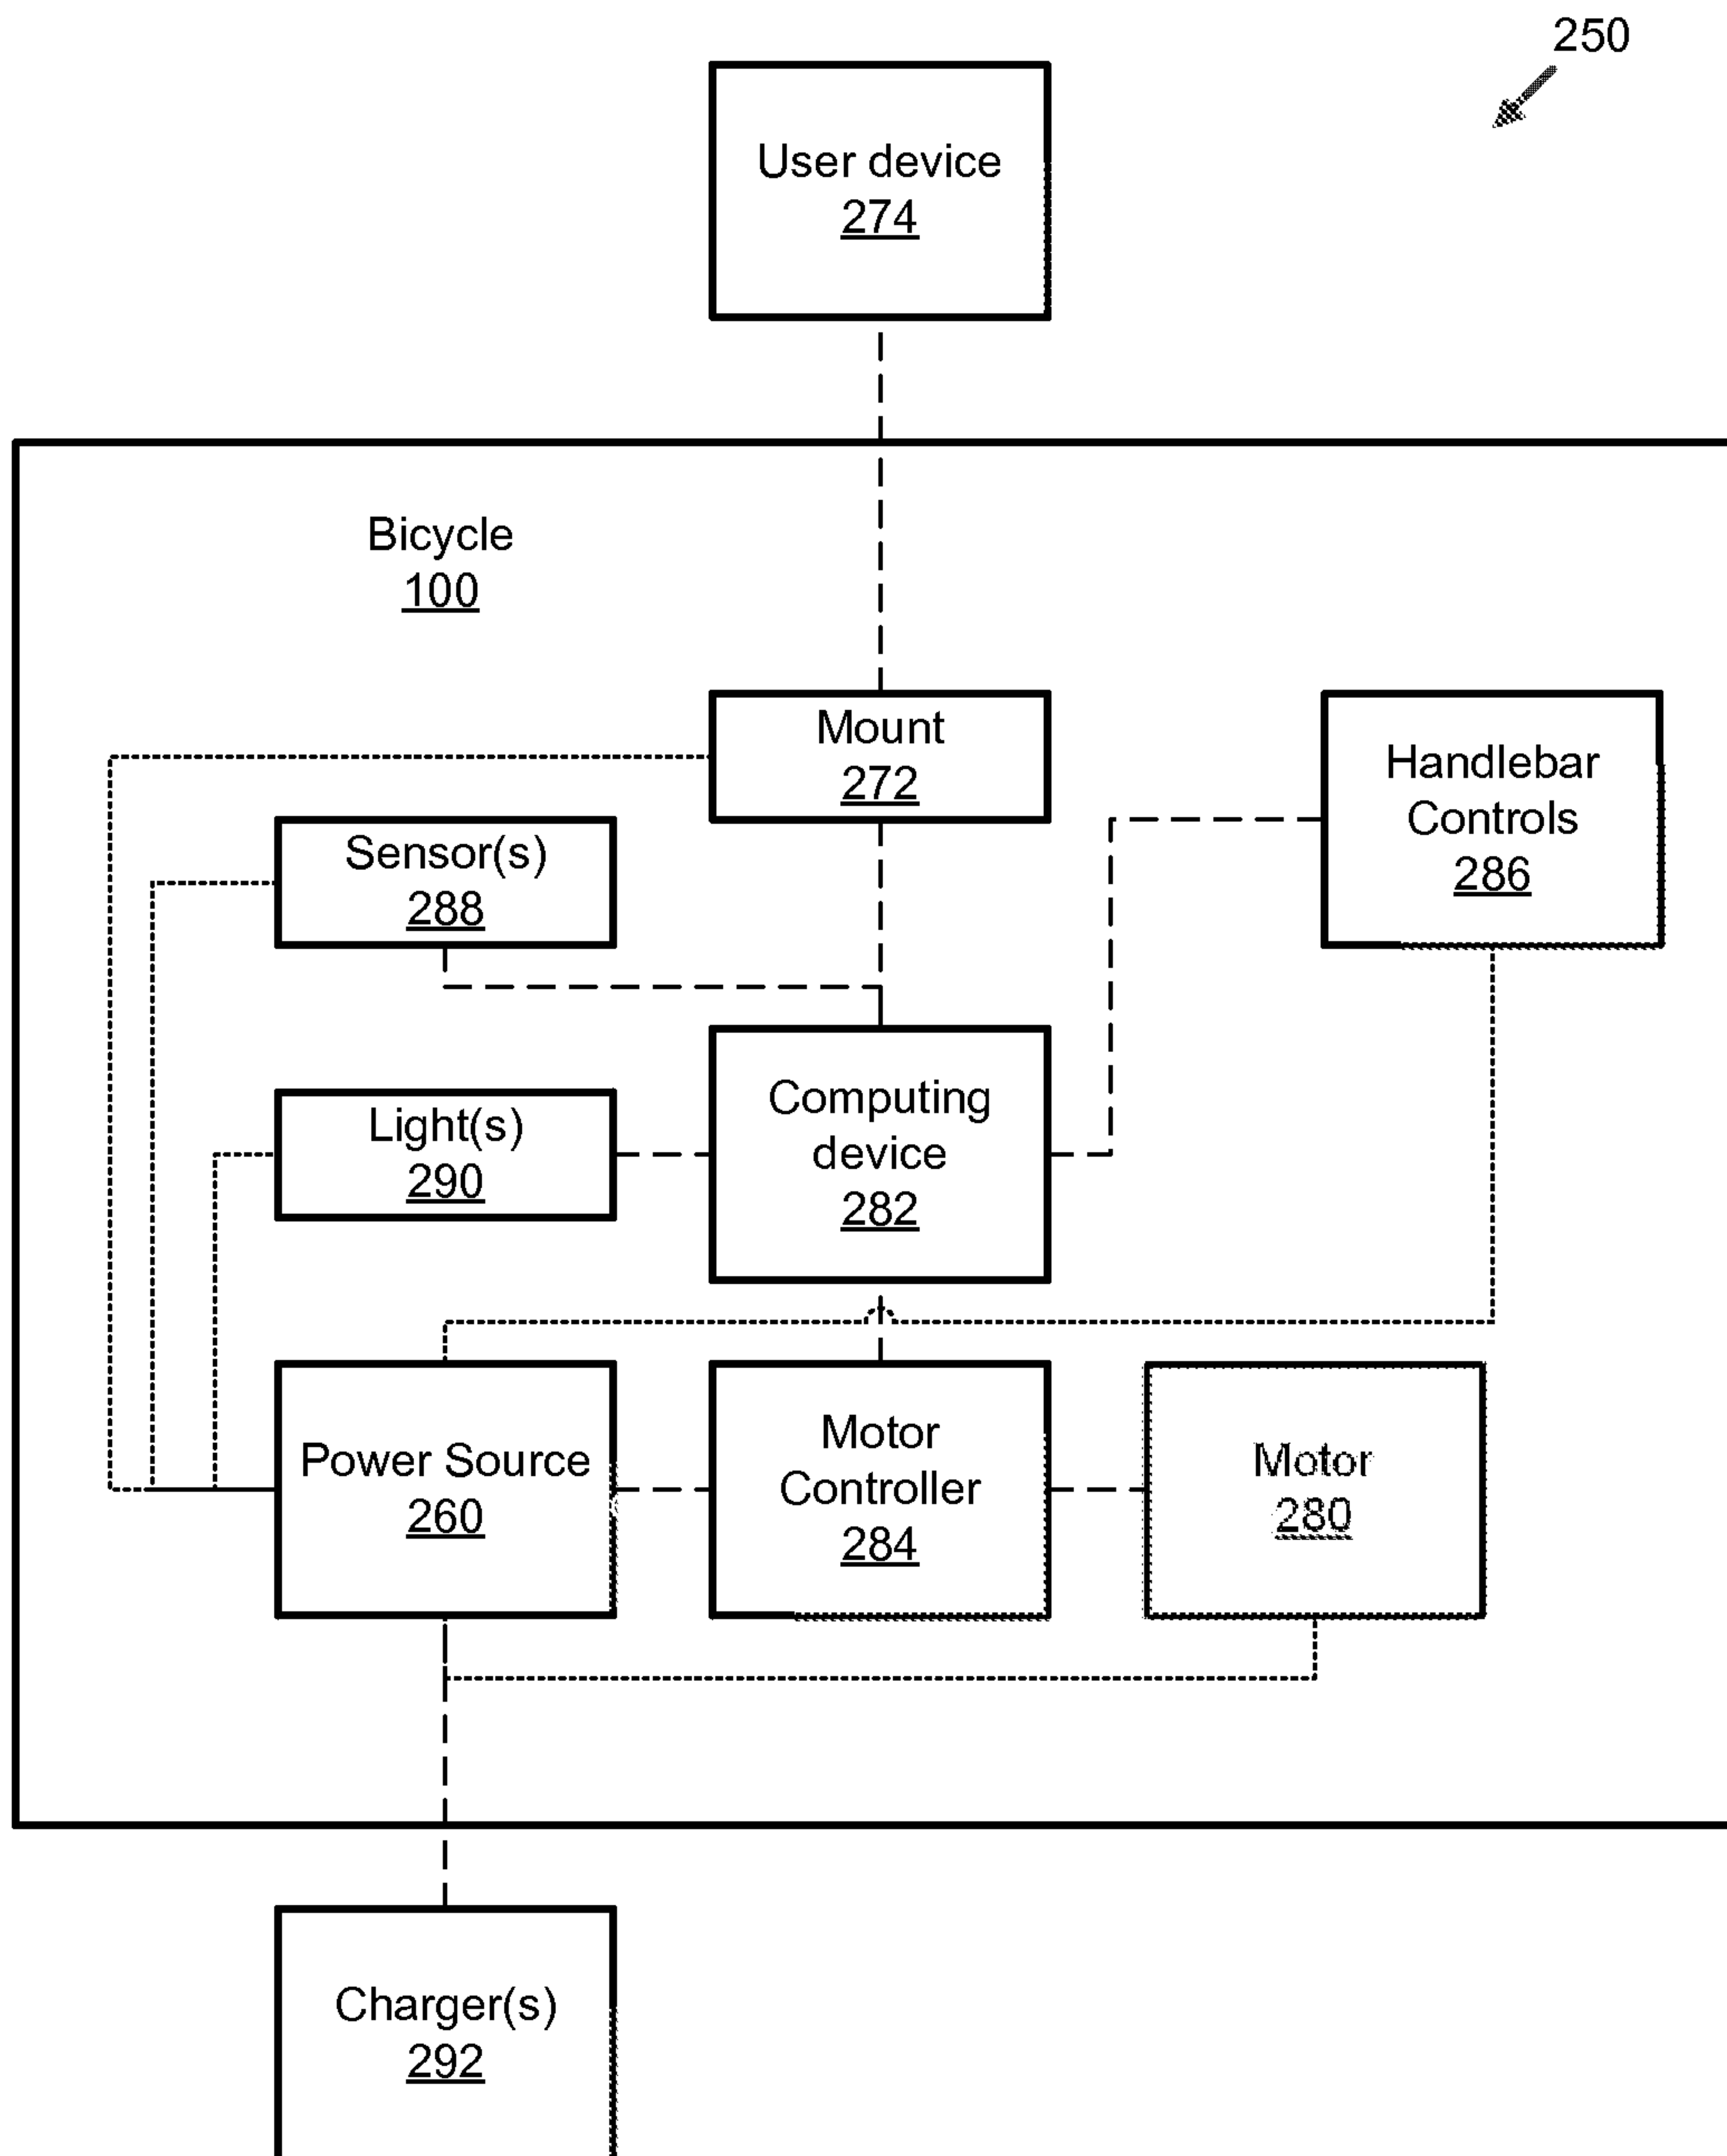 250
User device
274
Bicycle
100
Mount
272
Handlebar
Controls
286
Sensor(s)
288
Computing
device
282
Light(s)
290
Power Source
260
Motor
Controller
284
Motor
280
Charger(s)
292